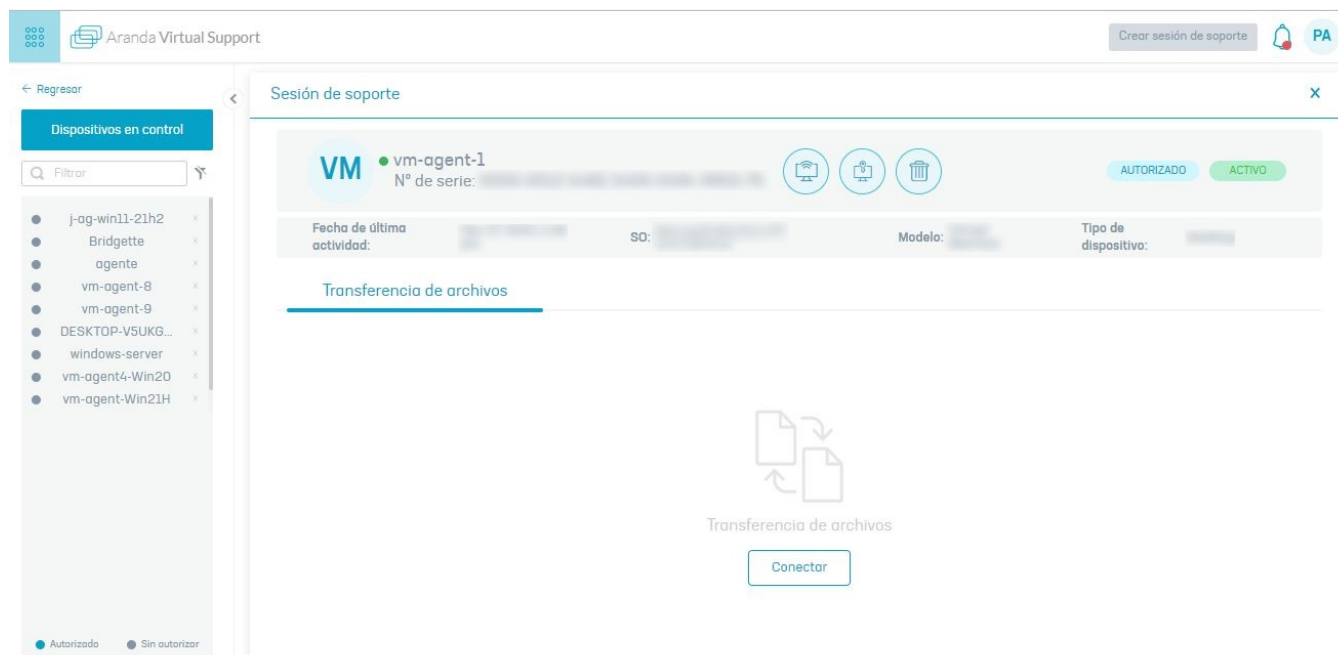 Aranda Virtual Support
Crear sesión de soporte
PA
← Regresar
Dispositivos en control
Filtrar
j-ag-win11-21h2
Bridgette
agente
vm-agent-8
vm-agent-9
DESKTOP-V5UKG...
windows-server
vm-agent4-Win20
vm-agent-Win21H
Autorizado Sin autorizar
Sesión de soporte
VM
vm-agent-1
N° de serie:
AUTORIZADO ACTIVO
Fecha de última actividad:
SO:
Modelo:
Tipo de dispositivo:
Transferencia de archivos
Transferencia de archivos
Conectar